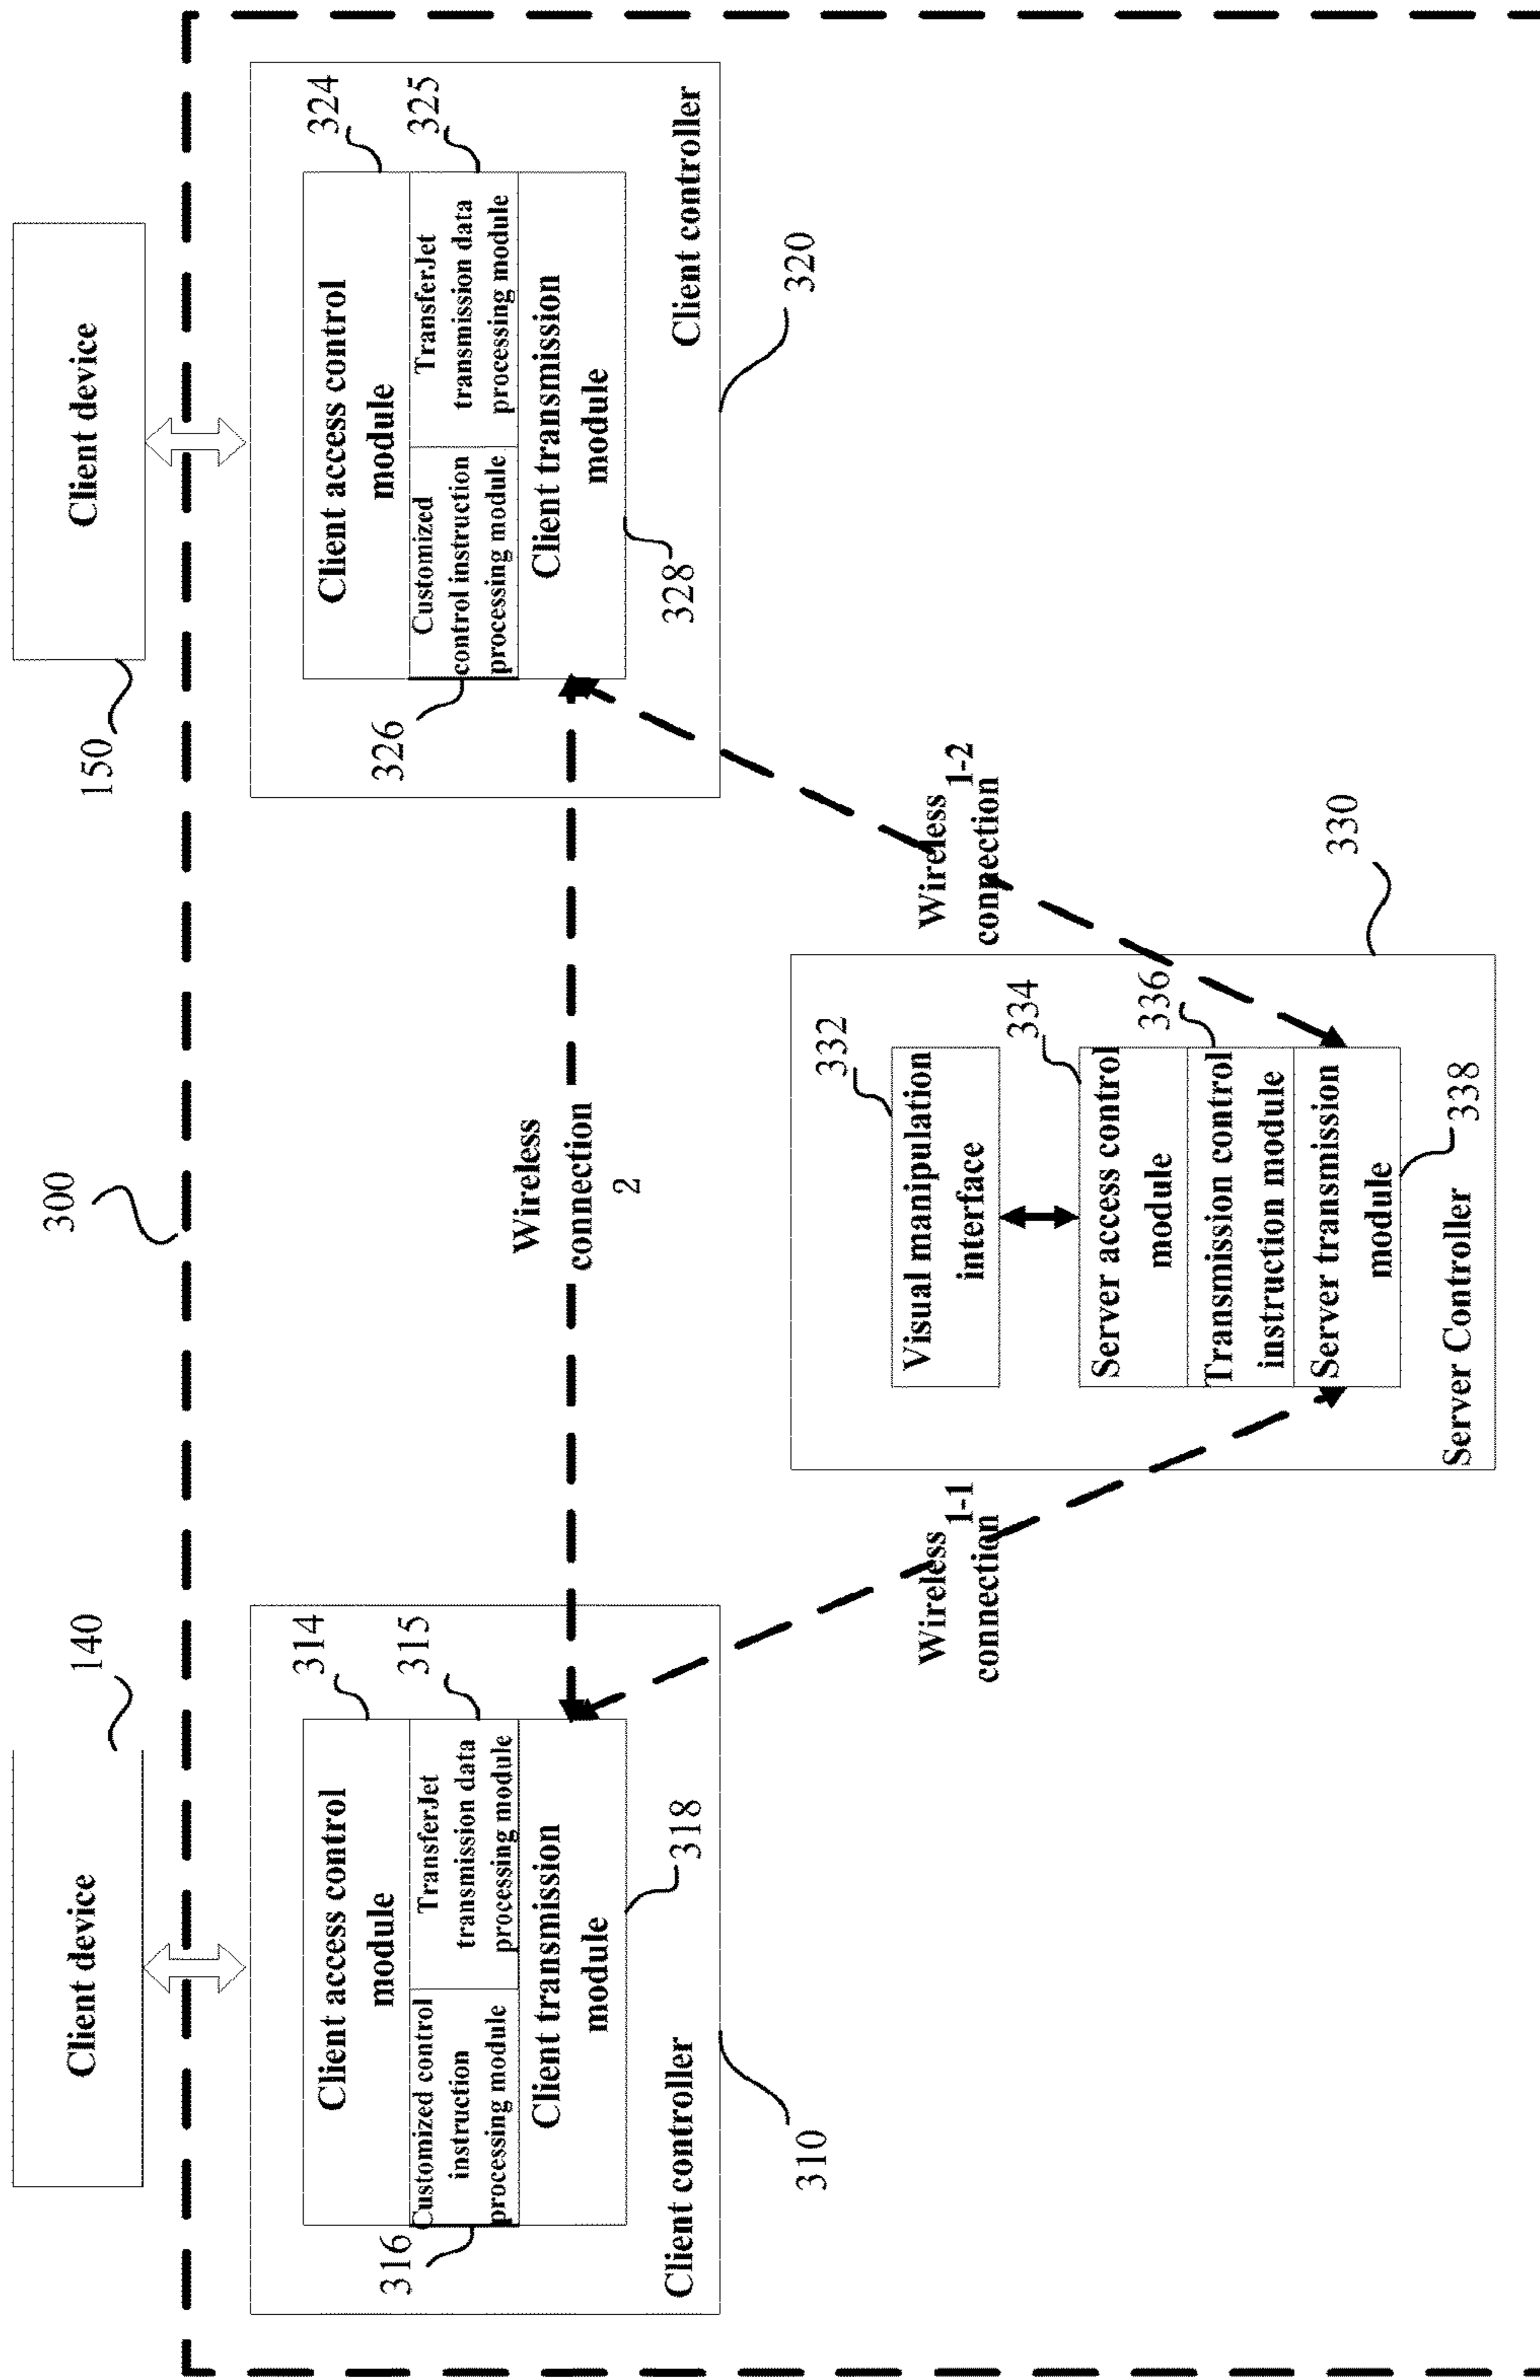 300
140
Client device
150
Client device
314
Client access control
module
315
Customized control
instruction
processing module
TransferJet
transmission data
processing module
316
Client transmission
module
318
Client controller
310
324
Client access control
module
325
Customized
control instruction
processing module
TransferJet
transmission data
processing module
326
Client transmission
module
328
Client controller
320
Wireless
connection
2
Wireless
1-1
connection
Wireless
1-2
connection
330
332
Visual manipulation
interface
334
Server access control
module
336
Transmission control
instruction module
Server transmission
module
338
Server Controller